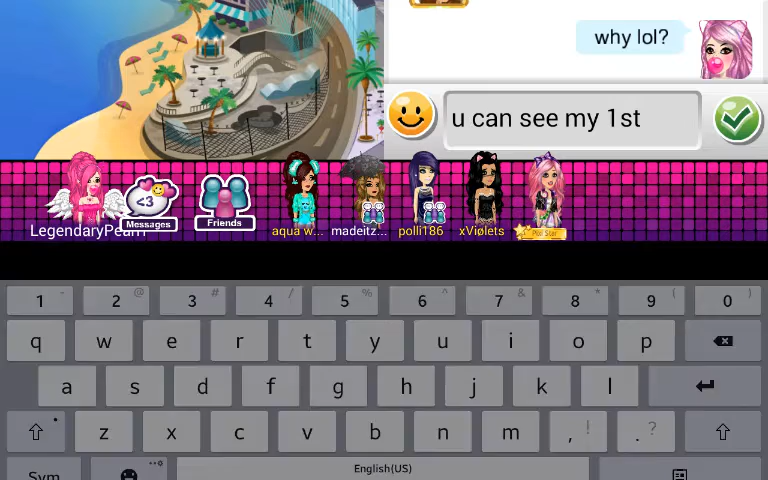 why lol?
u can see my 1st
<3
Messages
Friends
LegendaryPearl
aqua w...
madeitz...
polli186
xViølets
Pixi Star
1 - 2 @ 3 # 4 / 5 % 6 ^ 7 & 8 * 9 ( 0 )
q w e r t y u i o p
a s d f g h j k l
z x c v b n m , ! . ?
Sym
English(US)